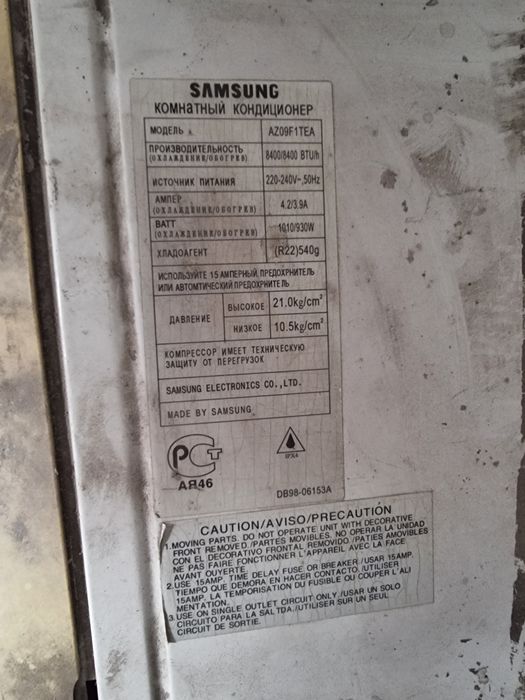 SAMSUNG
КОМНАТНЫЙ КОНДИЦИОНЕР
МОДЕЛЬ AZ09F1TEA
ПРОИЗВОДИТЕЛЬНОСТЬ (ОХЛАЖДЕНИЕ/ОБОГРЕВ) 8400/8400 BTU/h
ИСТОЧНИК ПИТАНИЯ 220-240V~,50Hz
АМПЕР (ОХЛАЖДЕНИЕ/ОБОГРЕВ) 4.2/3.9A
ВАТТ (ОХЛАЖДЕНИЕ/ОБОГРЕВ) 1010/930W
ХЛАДОАГЕНТ (R22)540g
ИСПОЛЬЗУЙТЕ 15 АМПЕРНЫЙ ПРЕДОХРНИТЕЛЬ
ИЛИ АВТОМТИЧЕСКИЙ ПРЕДОХРНИТЕЛЬ
ДАВЛЕНИЕ ВЫСОКОЕ 21.0kg/cm²
НИЗКОЕ 10.5kg/cm²
КОМПРЕССОР ИМЕЕТ ТЕХНИЧЕСКУЮ
ЗАЩИТУ ОТ ПЕРЕГРУЗОК
SAMSUNG ELECTRONICS CO.,LTD.
MADE BY SAMSUNG
РСТ
АЯ46
IPX4
DB98-06153A
CAUTION/AVISO/PRECAUTION
1.MOVING PARTS. DO NOT OPERATE UNIT WITH DECORATIVE
FRONT REMOVED /PARTES MOVIBLES. NO OPERAR LA UNIDAD
CON EL DECORATIVO FRONTAL REMOVIDO /PATIES AMOVIBLES
NE PAS FAIRE FONCTIONNER L'APPAREIL AVEC LA FACE
AVANT OUVERTE.
2.USE 15AMP. TIME DELAY FUSE OR BREAKER /USAR 15AMP.
TIEMPO QUE DEMORA EN HACER CONTACTO. /UTILISER
15AMP. LA TEMPORISATION DU FUSIBLE OU COUPER L'ALI
MENTATION.
3.USE ON SINGLE OUTLET CIRCUIT ONLY /USAR UN SOLO
CIRCUITO PARA LA SALTDA. /UTILISER SUR UN SEUL
CIRCUIT DE SORTIE.